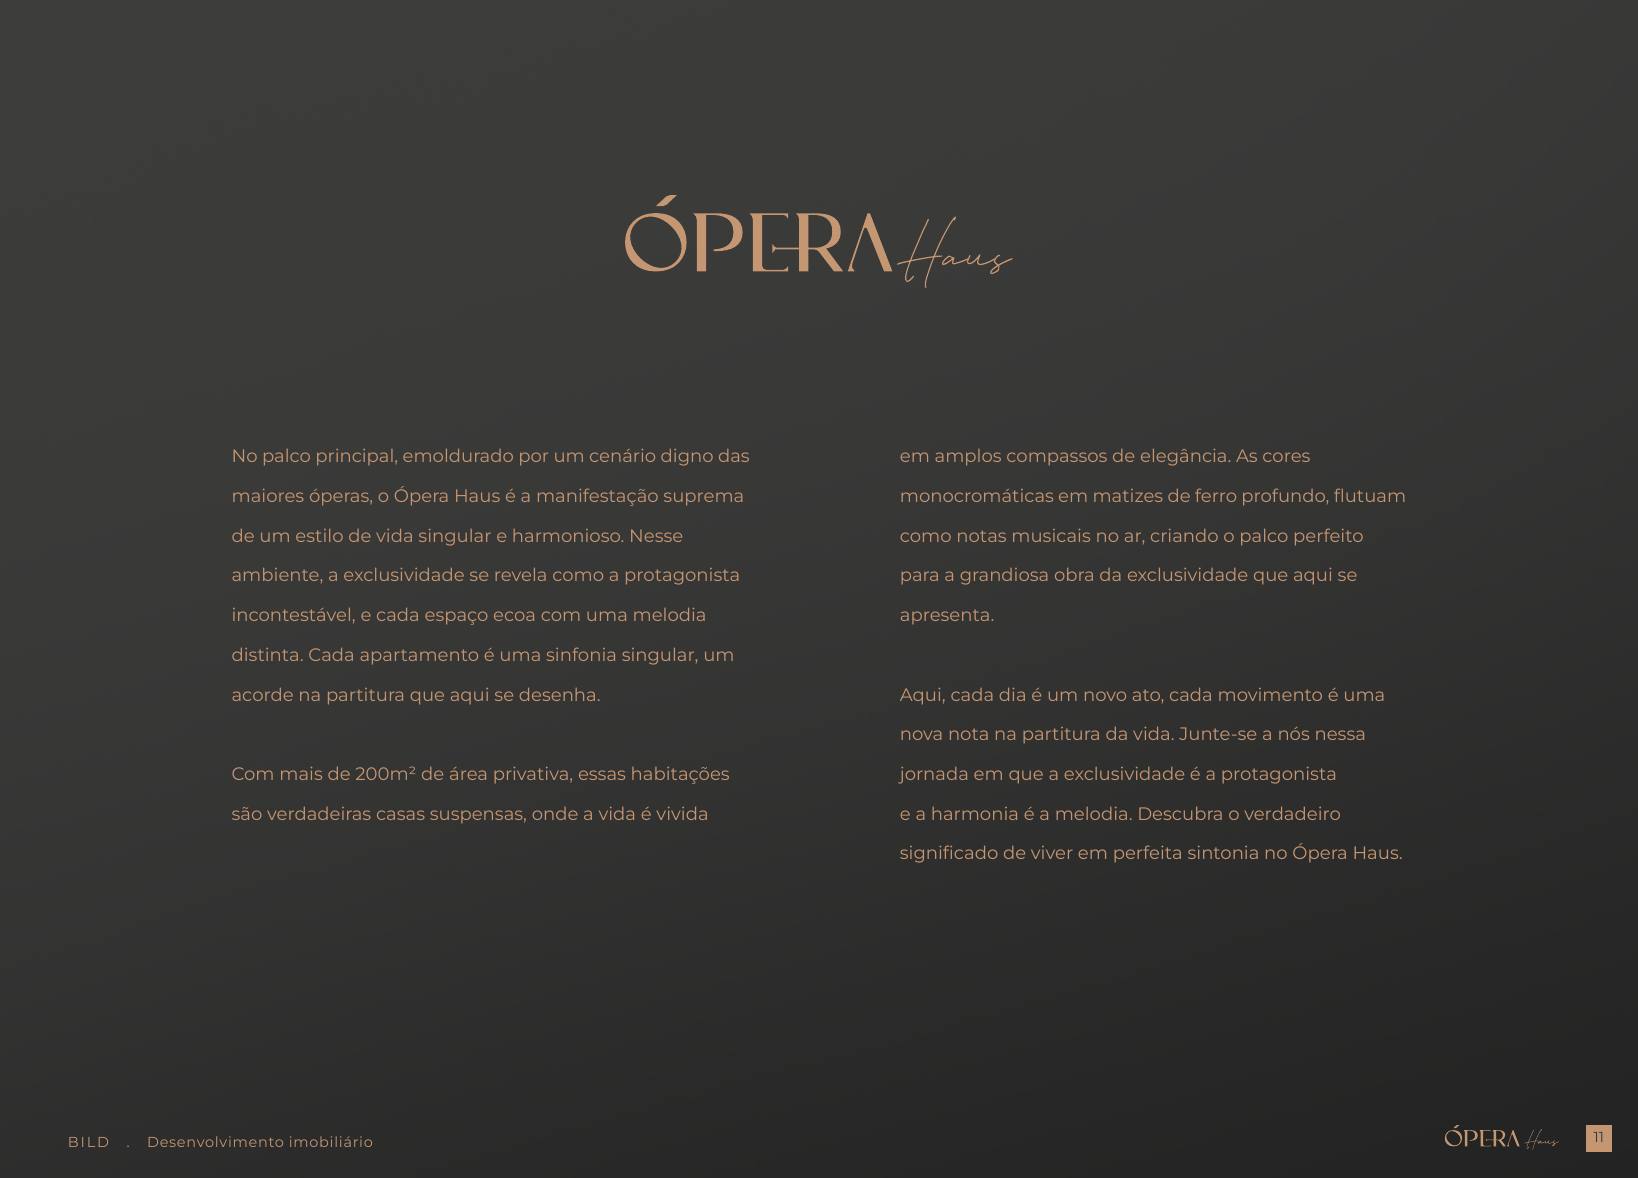 ÓPERA Haus
No palco principal, emoldurado por um cenário digno das
maiores óperas, o Ópera Haus é a manifestação suprema
de um estilo de vida singular e harmonioso. Nesse
ambiente, a exclusividade se revela como a protagonista
incontestável, e cada espaço ecoa com uma melodia
distinta. Cada apartamento é uma sinfonia singular, um
acorde na partitura que aqui se desenha.
Com mais de 200m² de área privativa, essas habitações
são verdadeiras casas suspensas, onde a vida é vivida
em amplos compassos de elegância. As cores
monocromáticas em matizes de ferro profundo, flutuam
como notas musicais no ar, criando o palco perfeito
para a grandiosa obra da exclusividade que aqui se
apresenta.
Aqui, cada dia é um novo ato, cada movimento é uma
nova nota na partitura da vida. Junte-se a nós nessa
jornada em que a exclusividade é a protagonista
e a harmonia é a melodia. Descubra o verdadeiro
significado de viver em perfeita sintonia no Ópera Haus.
BILD . Desenvolvimento imobiliário
ÓPERA Haus
11